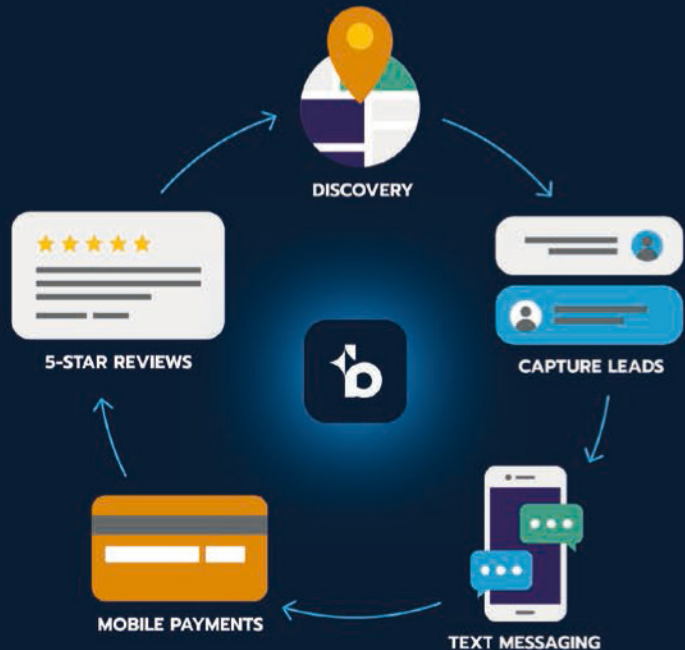 DISCOVERY
CAPTURE LEADS
TEXT MESSAGING
MOBILE PAYMENTS
5-STAR REVIEWS
b